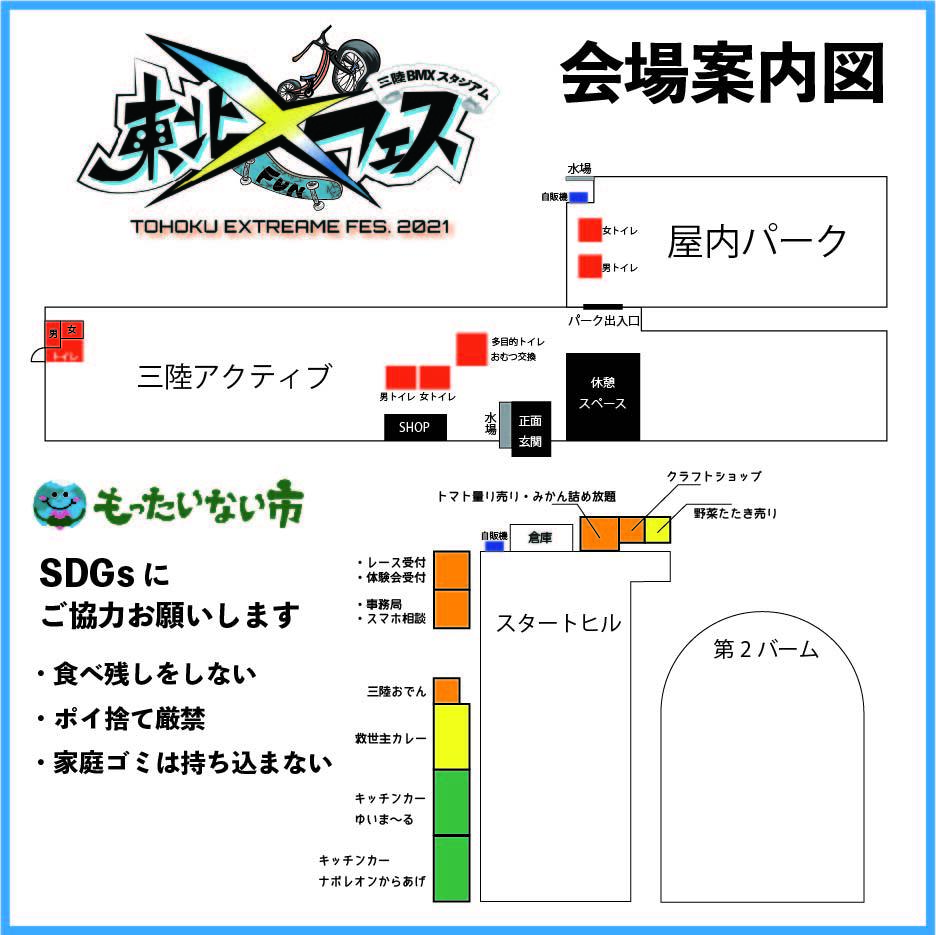 三陸BMXスタジアム
東北Xフェス
FUN
TOHOKU EXTREAME FES. 2021
会場案内図
水場
自販機
女トイレ
男トイレ
屋内パーク
パーク出入口
男
女
トイレ
三陸アクティブ
多目的トイレ
おむつ交換
男トイレ 女トイレ
SHOP
水場
正面
玄関
休憩
スペース
もったいない市
SDGsに
ご協力お願いします
・食べ残しをしない
・ポイ捨て厳禁
・家庭ゴミは持ち込まない
クラフトショップ
トマト量り売り・みかん詰め放題
野菜たたき売り
自販機
倉庫
・レース受付
・体験会受付
・事務局
・スマホ相談
スタートヒル
第2バーム
三陸おでん
救世主カレー
キッチンカー
ゆいま〜る
キッチンカー
ナポレオンからあげ